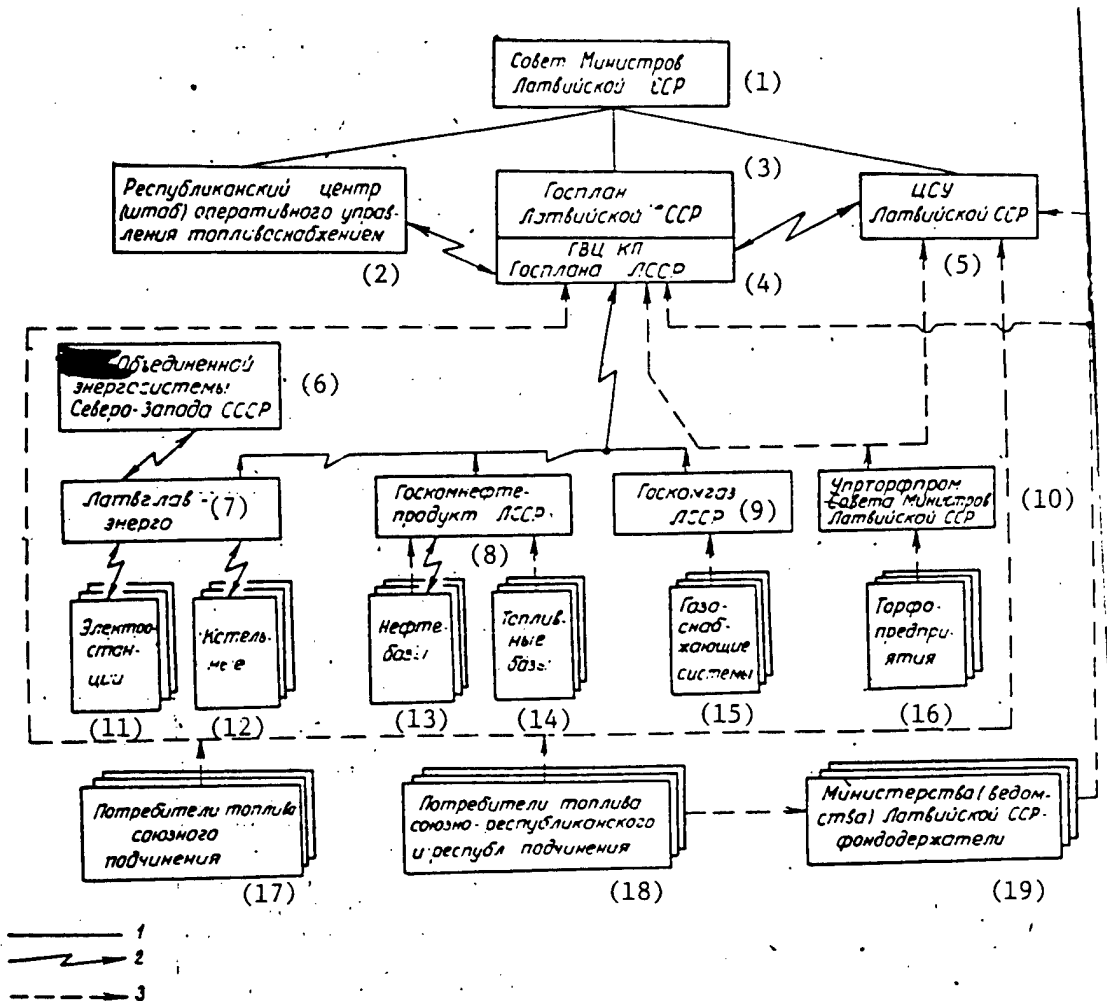 Совет Министров
Латвийской ССР
(1)
(3)
Республиканский центр
(штаб) оперативного управ-
ления топливоснабжением
(2)
Госплан
Латвийской ССР
ГВЦ КП
Госплана ЛССР
(4)
ЦСУ
Латвийской ССР
(5)
Объединенной
энергосистемы
Северо-Запада СССР
(6)
Латвглав-
энерго
(7)
Госкомнефте-
продукт ЛССР
(8)
Госкомгаз
ЛССР
(9)
Упрторфпром
Совета Министров
Латвийской ССР
(10)
Электро-
стан-
ции
(11)
Котель-
ные
(12)
Нефте-
базы
(13)
Топлив-
ные
базы
(14)
Газо-
снаб-
жающие
системы
(15)
Торфо-
предпри-
ятия
(16)
Потребители топлива
союзного
подчинения
(17)
Потребители топлива
союзно-республиканского
и республ подчинения
(18)
Министерства (ведом-
ства) Латвийской ССР-
фондодержатели
(19)
1
2
3